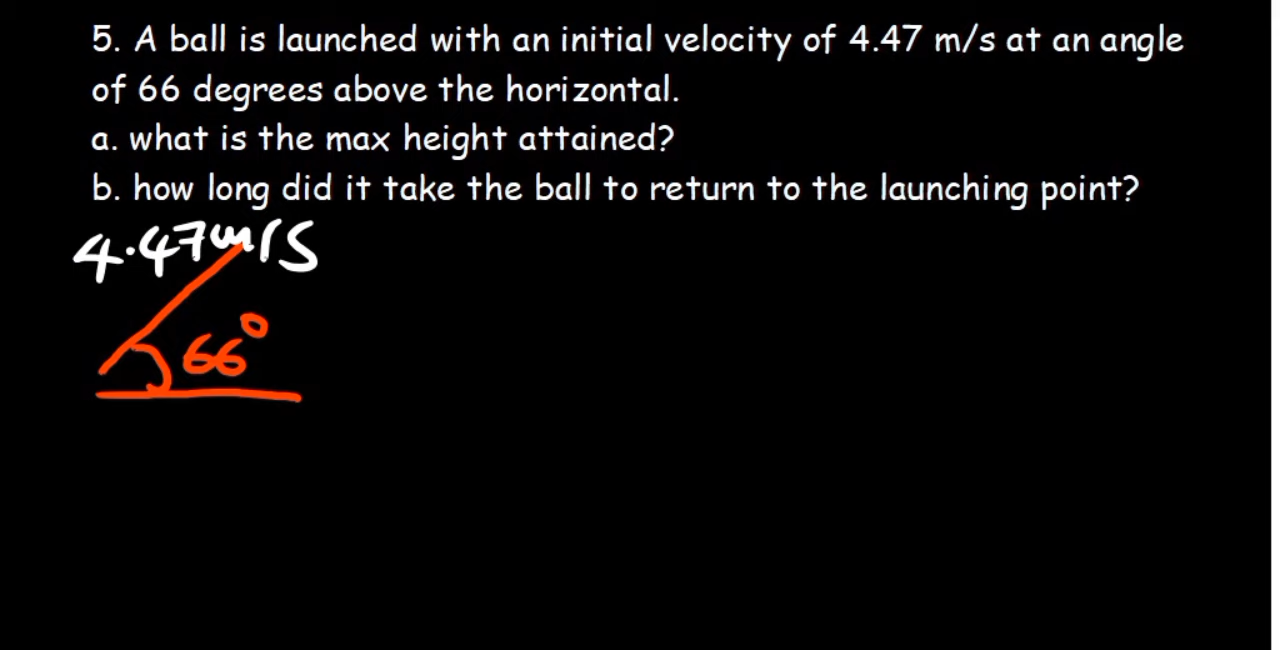 5. A ball is launched with an initial velocity of 4.47 m/s at an angle
of 66 degrees above the horizontal.
a. what is the max height attained?
b. how long did it take the ball to return to the launching point?
4.47m/s
66°